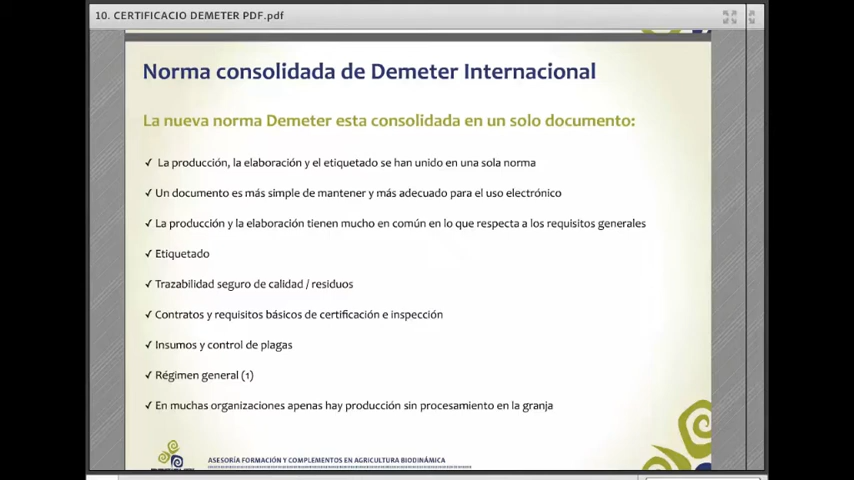 10. CERTIFICACIO DEMETER PDF.pdf
Norma consolidada de Demeter Internacional
La nueva norma Demeter esta consolidada en un solo documento:
✓ La producción, la elaboración y el etiquetado se han unido en una sola norma
✓ Un documento es más simple de mantener y más adecuado para el uso electrónico
✓ La producción y la elaboración tienen mucho en común en lo que respecta a los requisitos generales
✓ Etiquetado
✓ Trazabilidad seguro de calidad / residuos
✓ Contratos y requisitos básicos de certificación e inspección
✓ Insumos y control de plagas
✓ Régimen general (1)
✓ En muchas organizaciones apenas hay producción sin procesamiento en la granja
ASESORÍA FORMACIÓN Y COMPLEMENTOS EN AGRICULTURA BIODINÁMICA